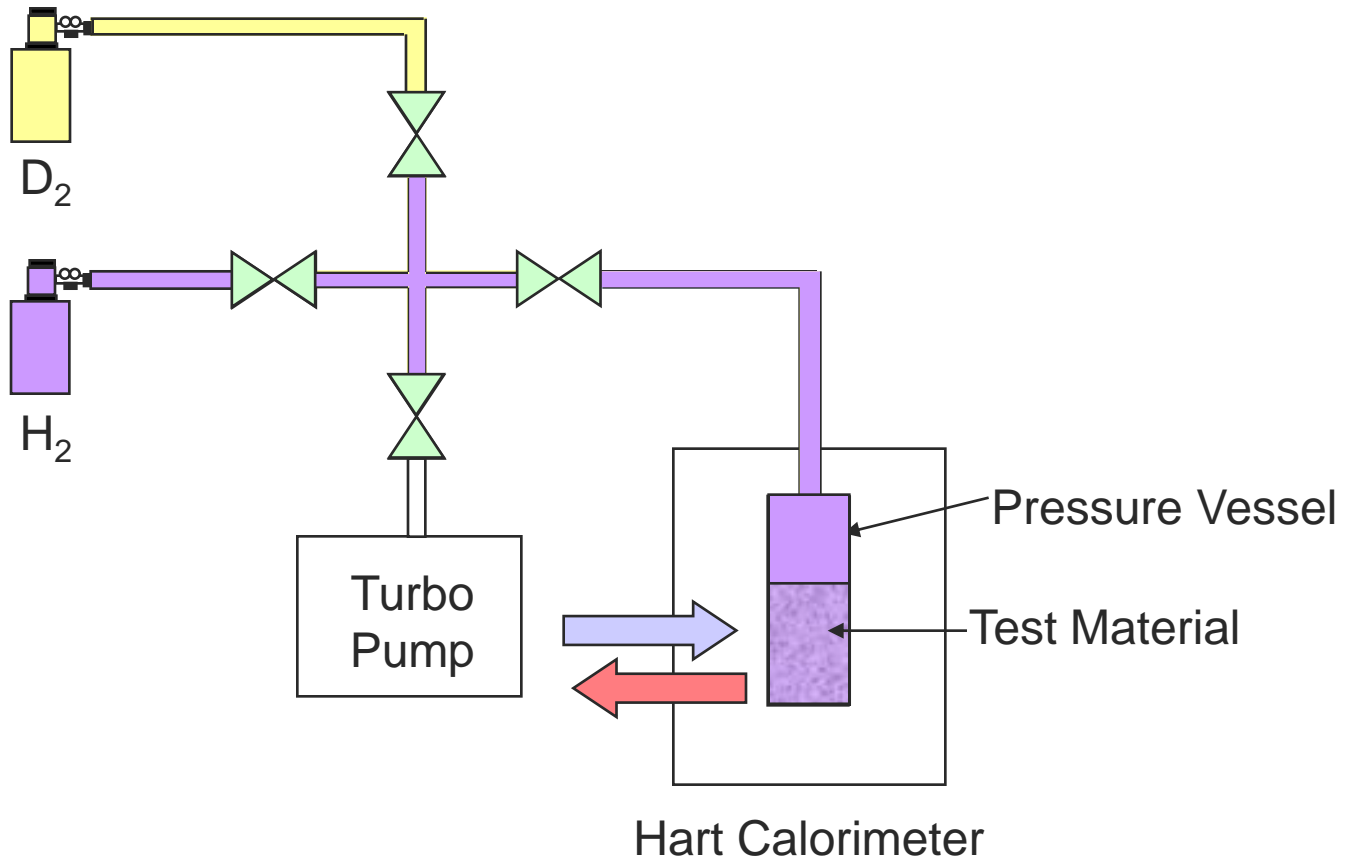 D₂
H₂
Pressure Vessel
Turbo
Pump
Test Material
Hart Calorimeter